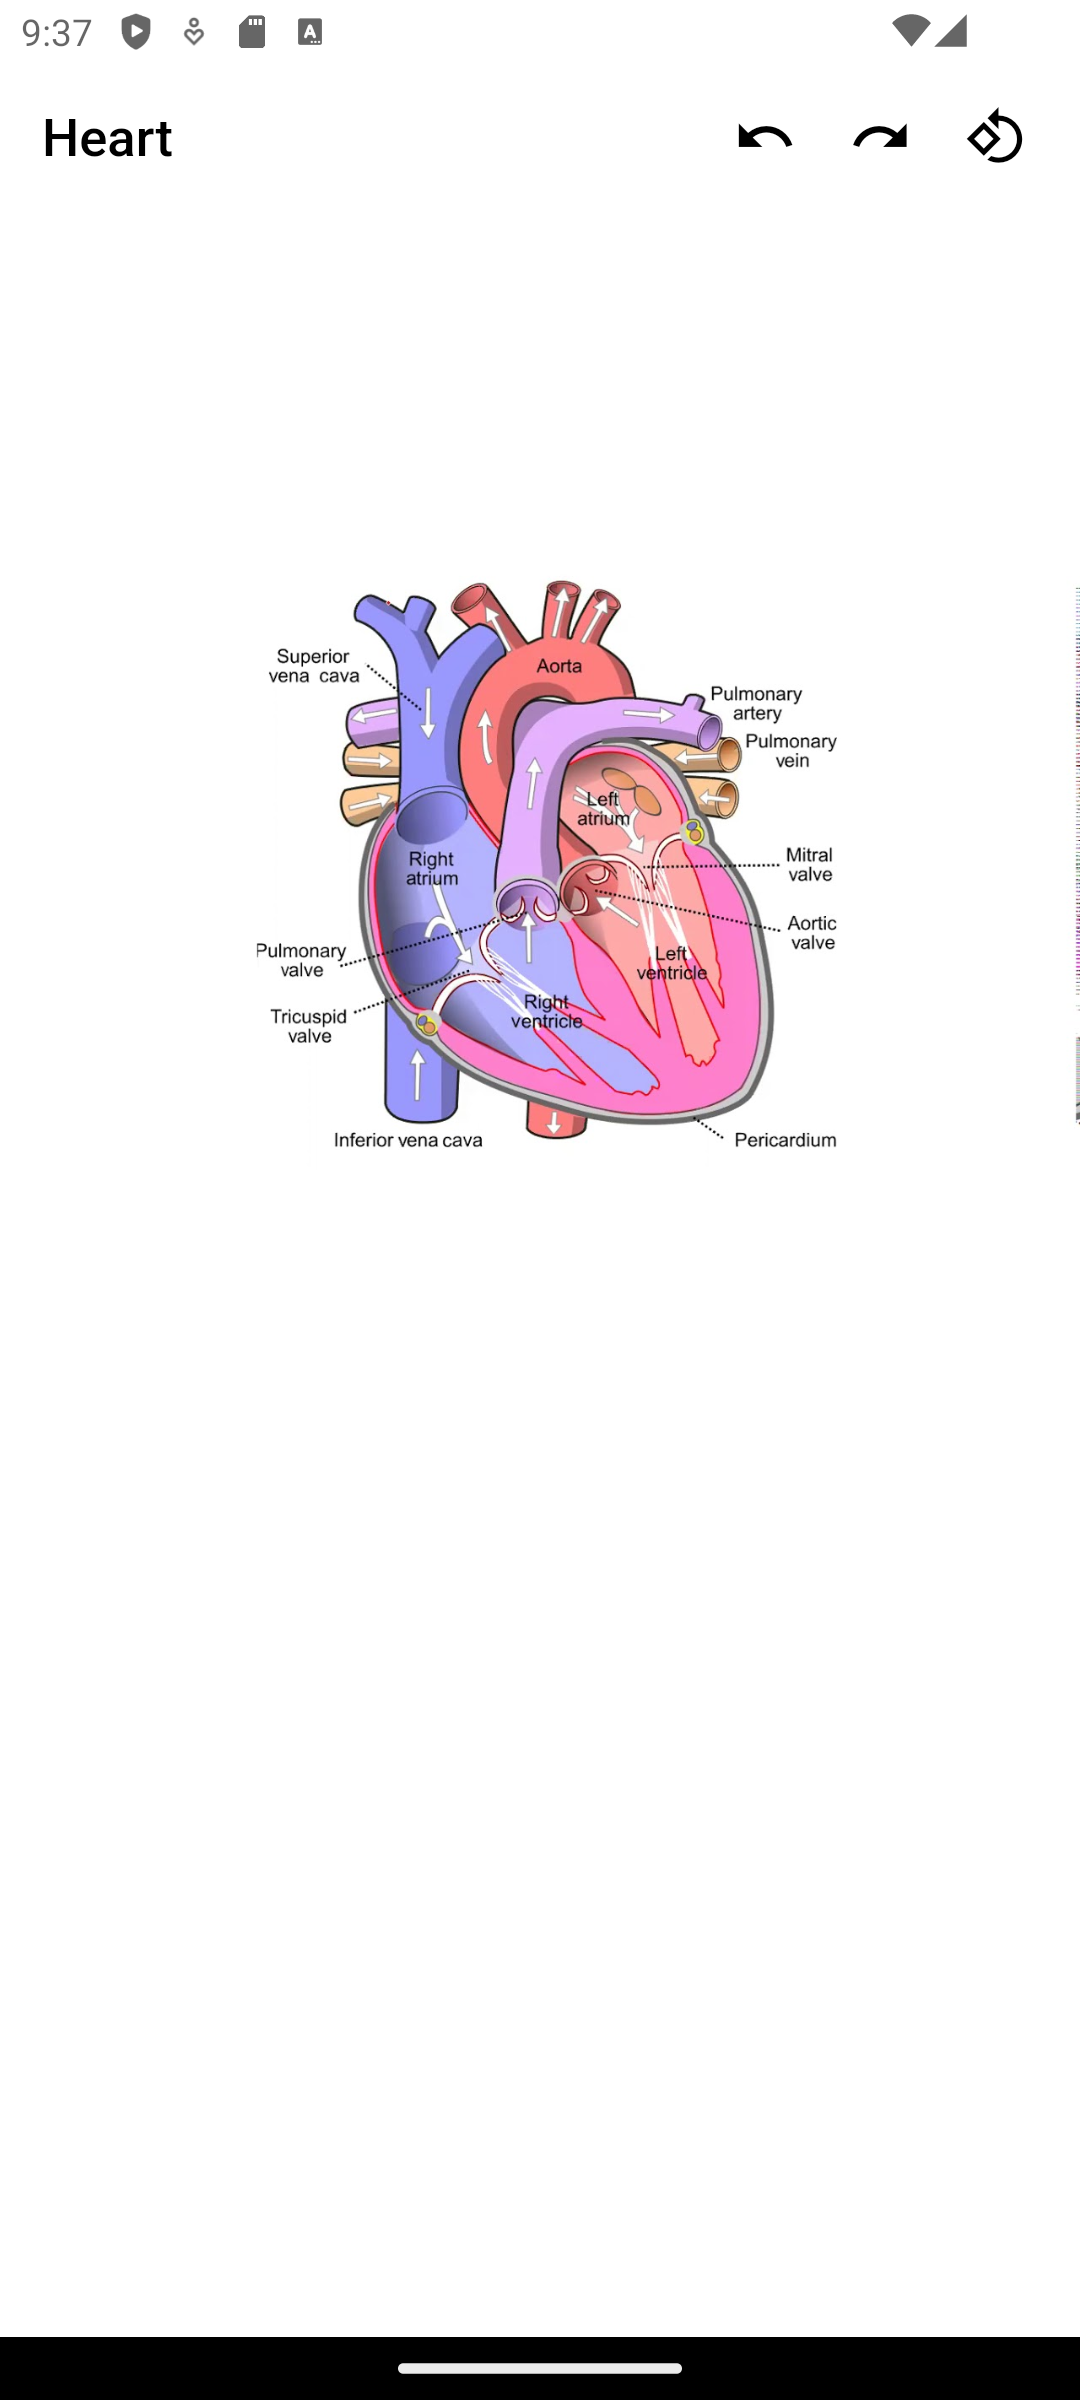 9:37
A
Heart
Superior
vena cava
Aorta
Pulmonary
artery
Pulmonary
vein
Left
atrium
Right
atrium
Mitral
valve
Aortic
valve
Pulmonary
valve
Left
ventricle
Right
ventricle
Tricuspid
valve
Inferior vena cava
Pericardium